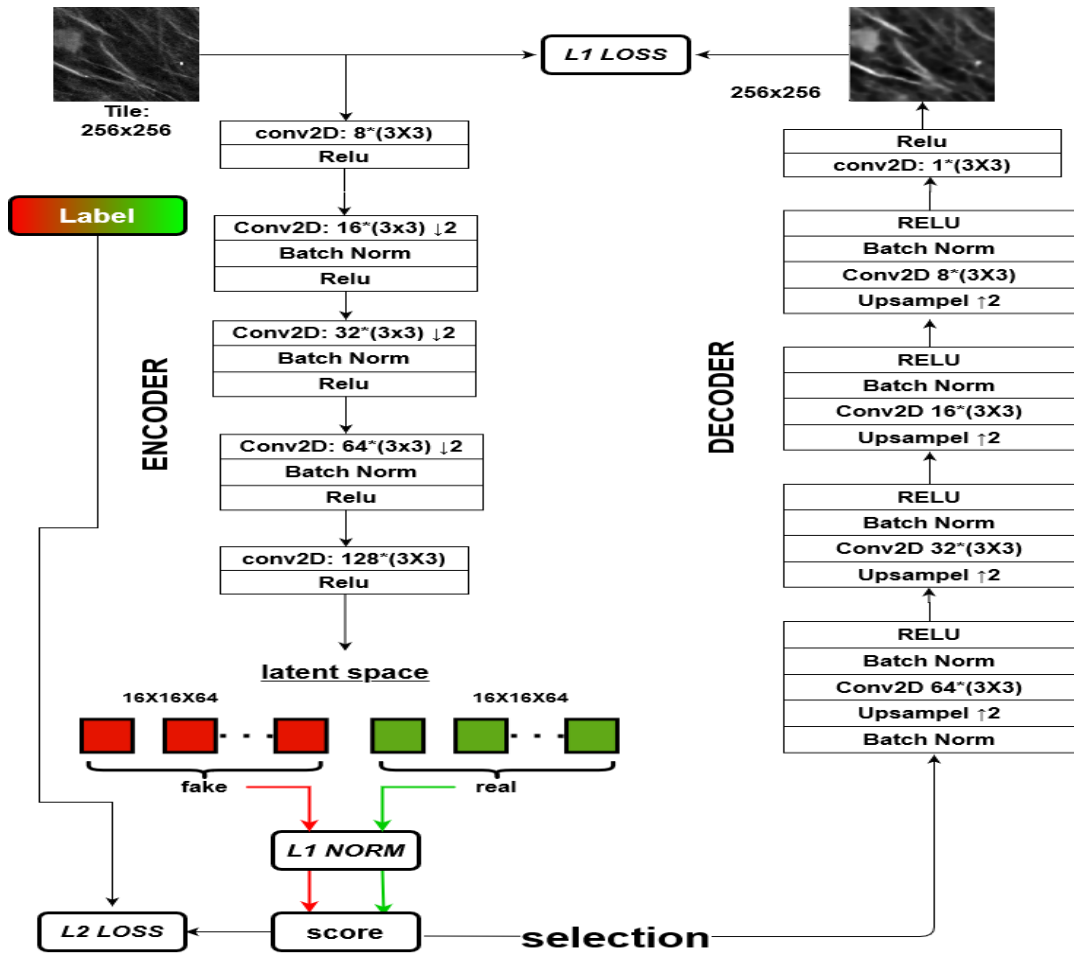 Tile:
256x256
L1 LOSS
256x256
conv2D: 8*(3X3)
Relu
Label
Conv2D: 16*(3x3) ↓2
Batch Norm
Relu
Conv2D: 32*(3x3) ↓2
Batch Norm
Relu
ENCODER
Conv2D: 64*(3x3) ↓2
Batch Norm
Relu
conv2D: 128*(3X3)
Relu
latent space
16X16X64
16X16X64
fake
real
L1 NORM
L2 LOSS
score
selection
Relu
conv2D: 1*(3X3)
RELU
Batch Norm
Conv2D 8*(3X3)
Upsampel ↑2
DECODER
RELU
Batch Norm
Conv2D 16*(3X3)
Upsampel ↑2
RELU
Batch Norm
Conv2D 32*(3X3)
Upsampel ↑2
RELU
Batch Norm
Conv2D 64*(3X3)
Upsampel ↑2
Batch Norm